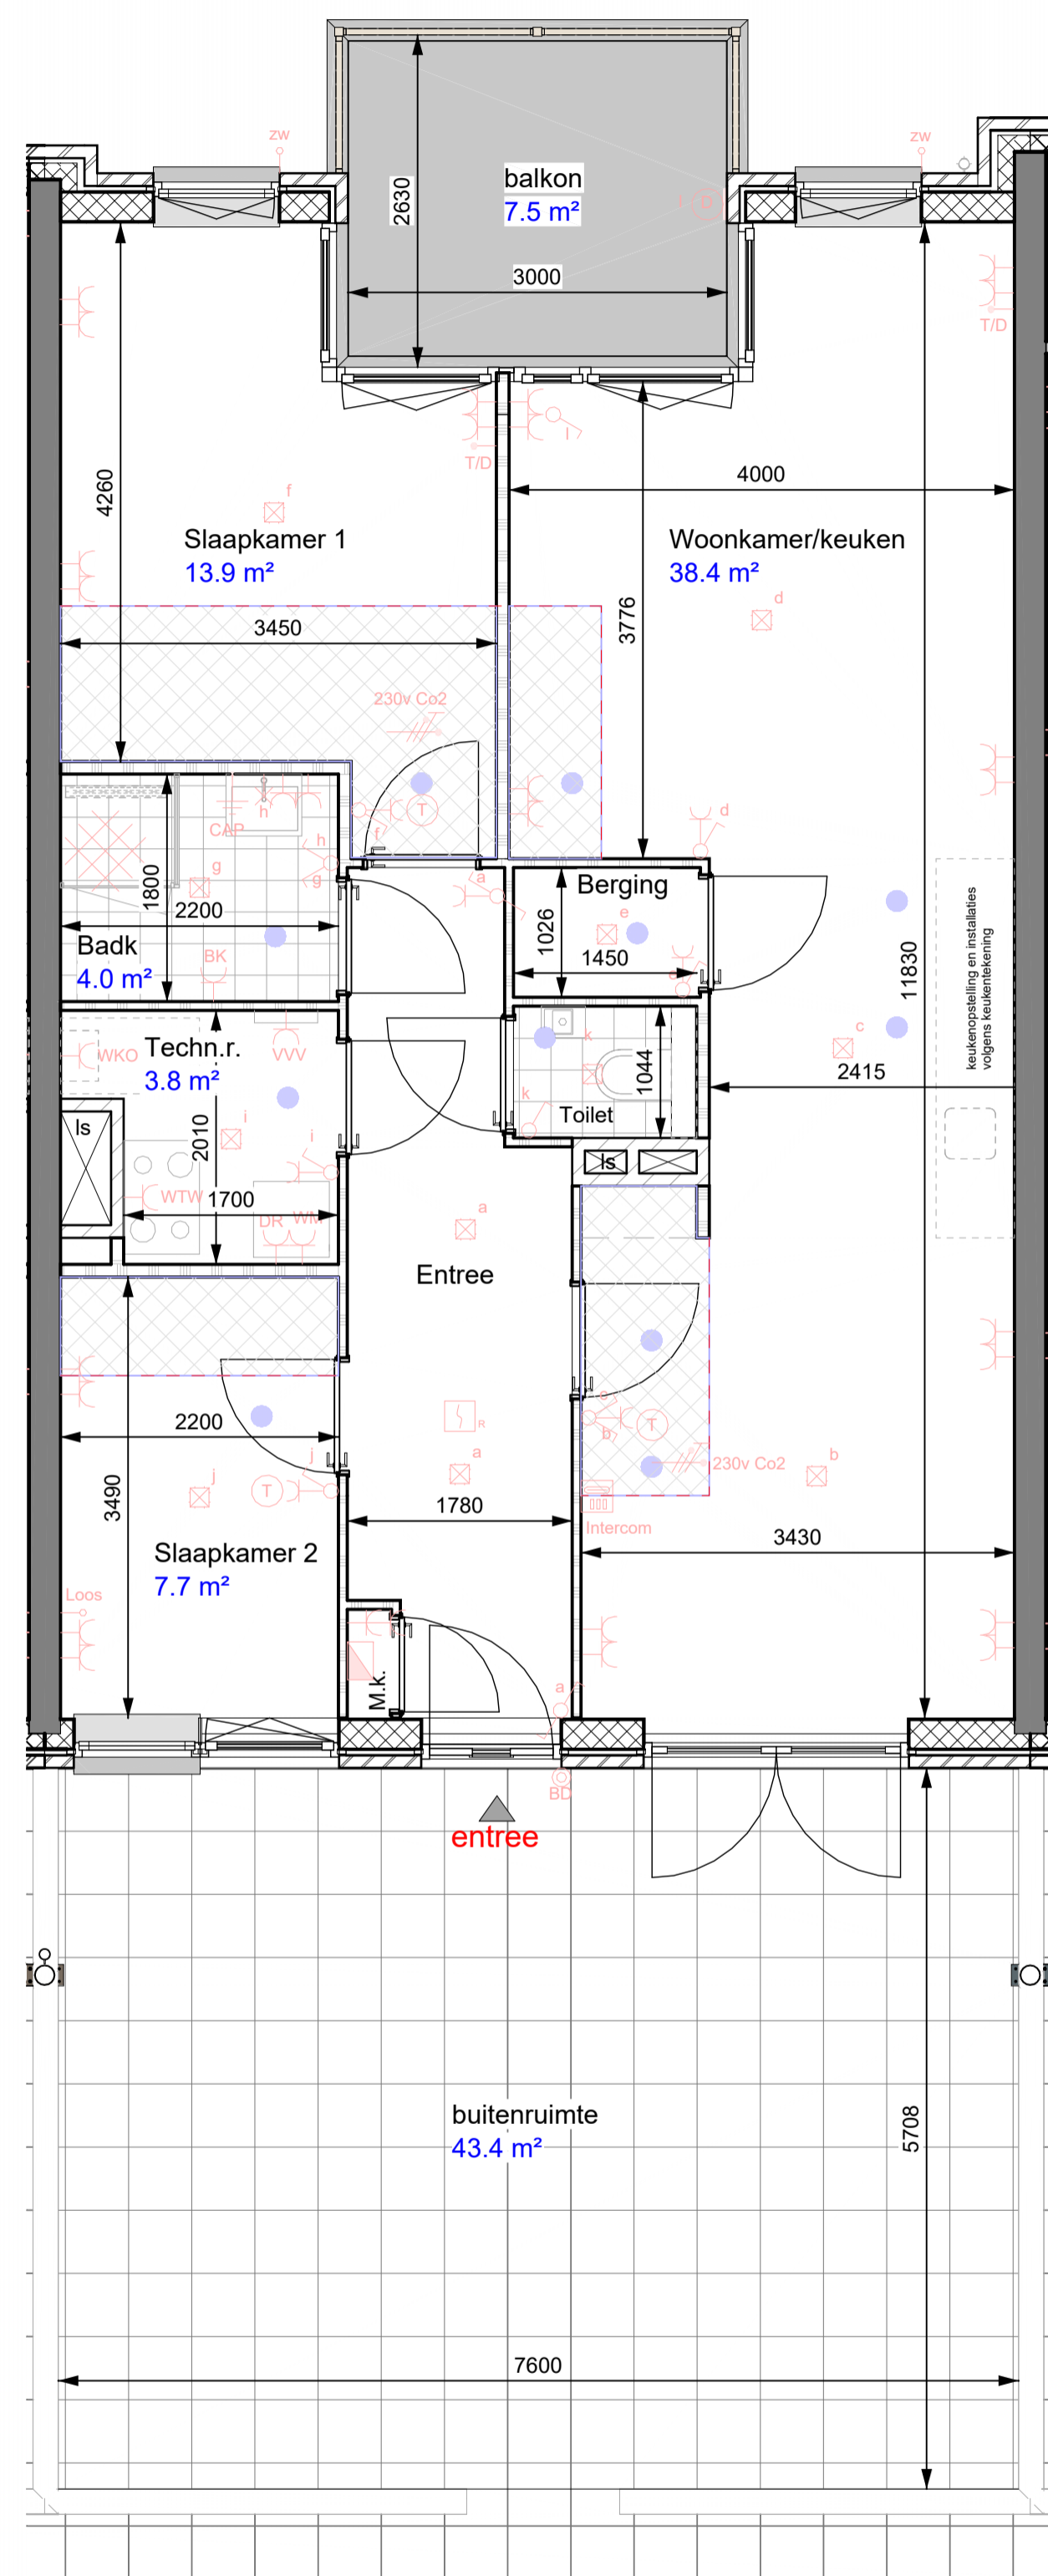 zw
zw
balkon
7.5 m²
2630
I D
3000
T/D
l
T/D
4000
4260
f
Slaapkamer 1
13.9 m²
Woonkamer/keuken
38.4 m²
d
3776
3450
230v Co2
T
f
h
CAP
d
h
g
g
1800
a
Berging
2200
1026
e
Badk
4.0 m²
1450
BK
e
11830
keukenopstelling en installaties
volgens keukentekening
WKO
Techn.r.
VVV
3.8 m²
k
c
1044
2415
ls
k
Toilet
i
i
2010
ls
WTW
1700
DR
WM
a
Entree
2200
R
c
T
b
j
a
230v Co2
b
3490
j
T
1780
Intercom
3430
Slaapkamer 2
7.7 m²
Loos
M.k.
a
BD
entree
buitenruimte
43.4 m²
5708
7600